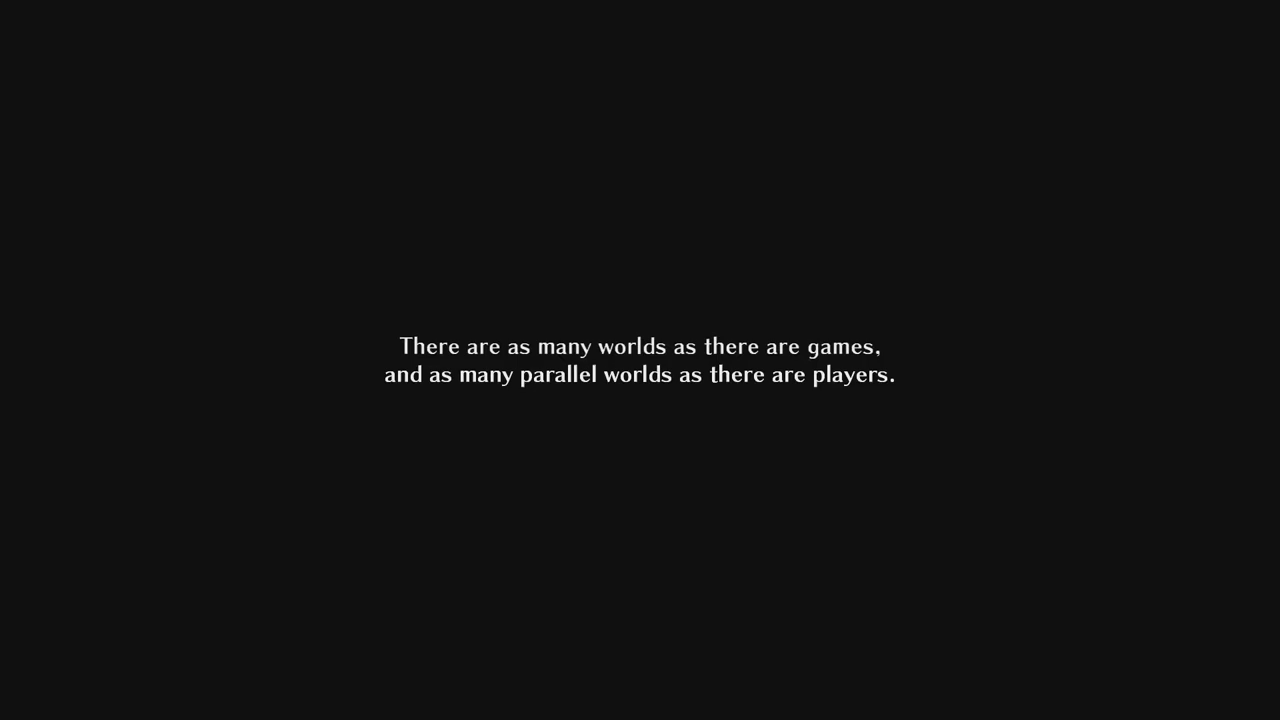 There are as many worlds as there are games,
and as many parallel worlds as there are players.